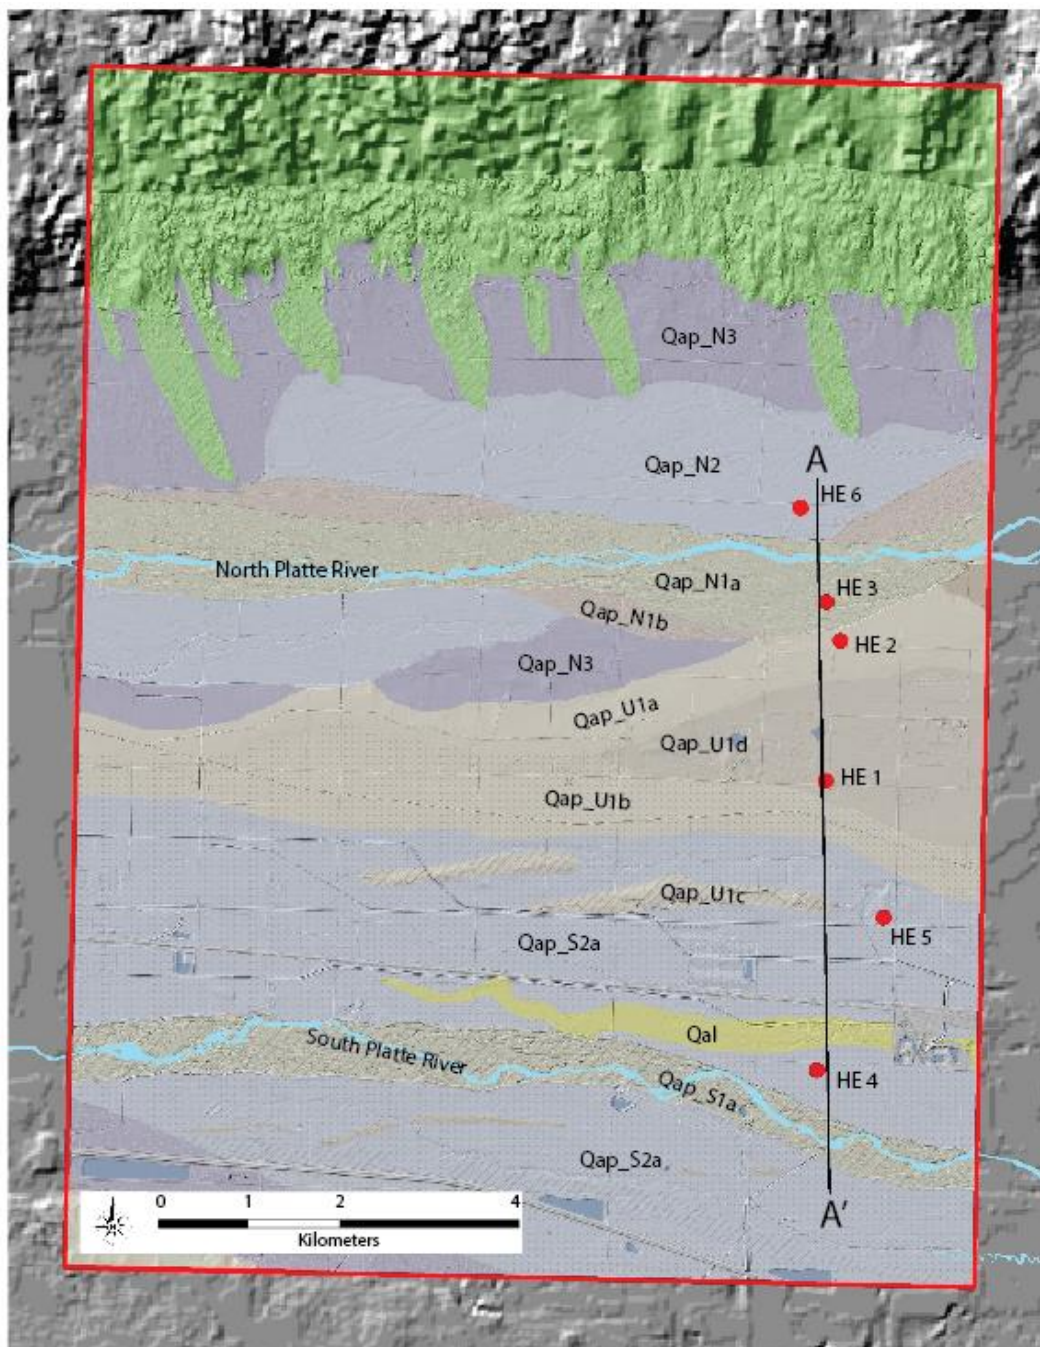 Qap_N3
Qap_N2
A
HE 6
North Platte River
Qap_N1a
HE 3
Qap_N1b
HE 2
Qap_N3
Qap_U1a
Qap_U1d
HE 1
Qap_U1b
Qap_U1c
HE 5
Qap_S2a
Qal
South Platte River
HE 4
Qap_S1a
Qap_S2a
A'
0 1 2 4
Kilometers
N